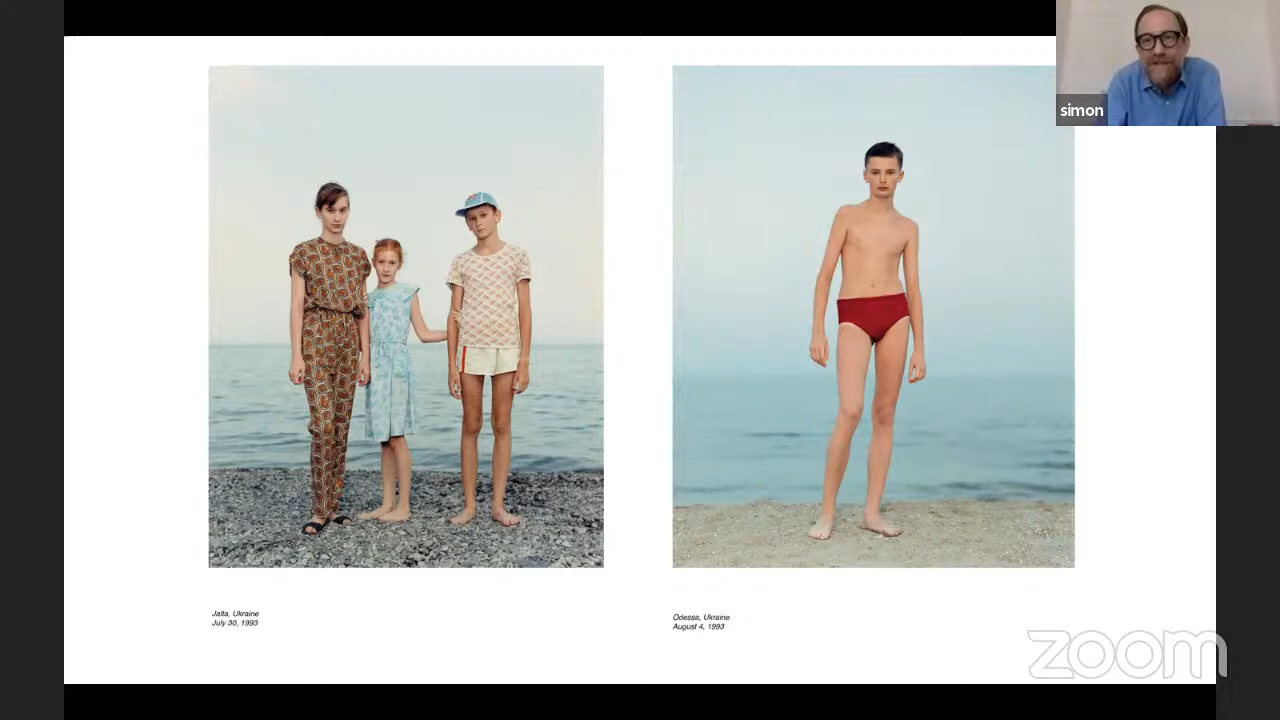 simon
Jalta, Ukraine
July 30, 1993
Odessa, Ukraine
August 4, 1993
zoom